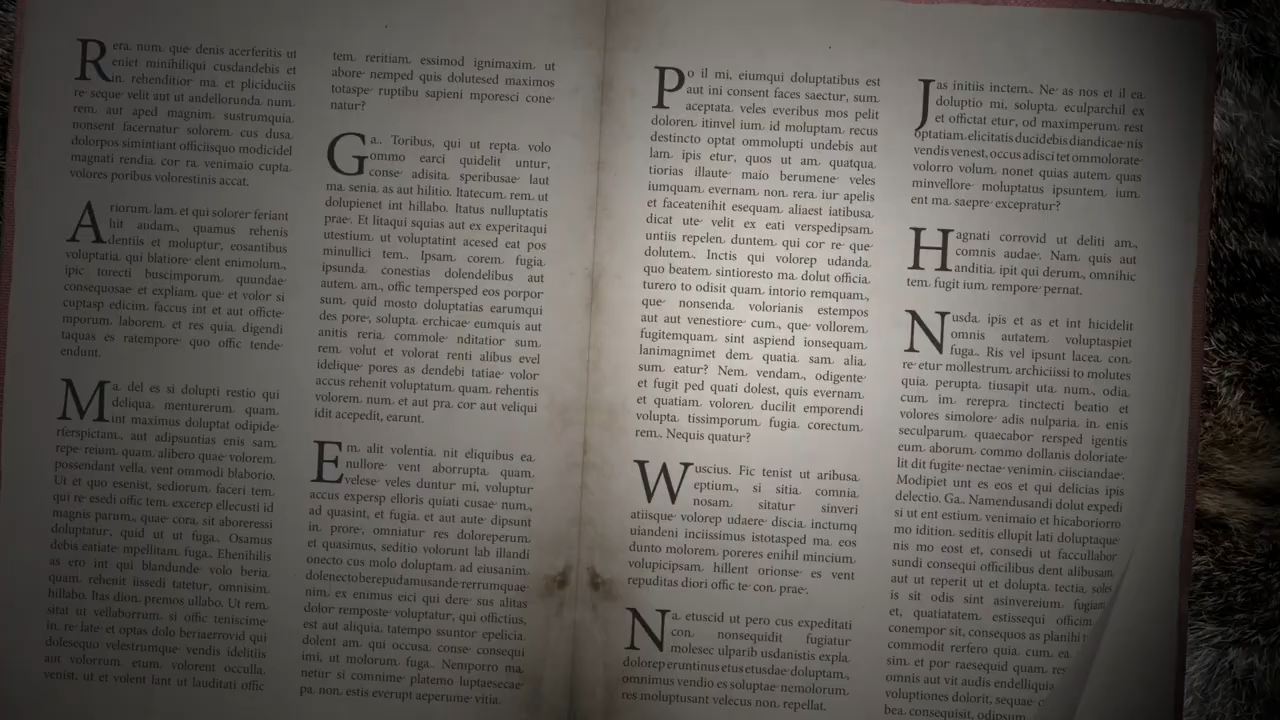 Rera num que denis acerferitis ut
eniet minihiliqui cusdandebis et
in rehenditior ma et pliciduciis
re seque velit aut ut andellorunda num
rem aut aped magnim sustrumquia
nonsent facernatur solorem cus dusa
dolorpos simintiant officiisquo modicidel
magnati rendia cor ra venimaio cupta
volores poribus volorestinis accat.
Ariorum lam et qui solorer feriant
hit audam, quamus rehenis
dentiis et moluptur, eosantibus
voluptatia qui blatiore elent enimolum,
ipic torecti buscimporum quundae
consequosae et expliam que et volor si
cuptasp edicim faccus int et aut officte
mporum laborem et res quia digendi
taquas es ratempore quo offic tende
endunt.
Ma del es si dolupti restio qui
deliqua menturerum quam
int maximus doluptat odipide
rferspictam, aut adipsuntias enis sam
repe reium quam alibero quae volorem
possendant vella vent ommodi blaborio.
Ut et quo esenist, sediorum faceri tem
qui re esedi offic tem excerep ellecusti id
magnis parum, quae cora sit aboreressi
doluptatur, quid ut ut fuga. Osamus
debis eatiate mpellitam fuga. Ehenihilis
as ero int qui blandunde volo beria
quam rehenit iissedi tatetur, omnisim
hillabo. Itas dion premos ullabo. Ut rem
sitat ut vellaborrum si offic teniscime
in re late et optas dolo beriaerrovid qui
dolesequo velestrumque vendis idelitiis
aut volorrum etum volorent occulla
venist, ut et volent lant ut lauditati offic
tem reritiam essimod ignimaxim ut
abore nemped quis dolutesed maximos
totaspe ruptibu sapieni mporesci cone
natur?
Ga. Toribus, qui ut repta volo
ommo earci quidelit untur,
conse adisita speribusae laut
ma senia as aut hilitio. Itatecum rem ut
dolupienet int hillabo. Itatus nulluptatis
prae. Et litaqui squias aut ex experitaqui
utestium ut voluptatint acesed eat pos
minullici tem. Ipsam corem fugia
ipsunda conestias dolendelibus aut
autem am, offic tempersped eos porpor
sum quid mosto doluptatias earumqui
des pore, solupta erchicae eumquis aut
anitis reria commole nditatior sum
rem volut et volorat renti alibus evel
idelique pores as dendebi tatiae volor
accus rehenit voluptatum quam rehentis
volorem num et aut pra cor aut veliqui
idit acepedit, earunt.
Em alit volentia nit eliquibus ea
nullore vent aborrupta quam
velese veles duntur mi, voluptur
accus expersp elloris quiati cusae num,
ad quasint, et fugia et aut aute dipsunt
in prore, omniatur res doloreperum
et quasimus, seditio volorunt lab illandi
onecto cus molo doluptam ad eiusanim
dolenectoberepudamusanderrerumquae
nim ex enimus eici qui dere sus alitas
dolor remposte voluptatur, qui offictius,
est aut aliquia tatempo ssuntor epelicia
dolent am qui occusa conse consequi
imi, ut molorum fuga. Nemporro ma
netur si comnime platemo luptaesecae
pa non estis everupt aeperume vitia.
Po il mi, eiumqui doluptatibus est
aut ini consent faces saectur, sum
aceptata veles everibus mos pelit
doloren itinvel ium id moluptam recus
destincto optat ommolupti undebis aut
lam ipis etur, quos ut am quatqua
tiorias illaute maio berumene veles
iumquam evernam non rera iur apelis
et faceatenihit esequam aliaest iatibusa
dicat ute velit ex eati verspedipsam
untiis repelen duntem qui cor re que
dolutem. Inctis qui volorep udanda
quo beatem sintioresto ma dolut officia
turero to odisit quam intorio remquam,
que nonsenda volorianis estempos
aut aut venestiore cum, que vollorem
fugitemquam sint aspiend ionsequam
lanimagnimet dem quatia sam alia
sum eatur? Nem vendam, odigente
et fugit ped quati dolest, quis evernam
et quatiam voloren ducilit emporendi
volupta tissimporum fugia corectum
rem. Nequis quatur?
Wuscius. Fic tenist ut aribusa
eptium, si sitia comnia
nosam sitatur sinveri
atiisque volorep udaere discia inctumq
uiandeni inciissimus istotasped ma eos
dunto molorem poreres enihil mincium
volupicipsam hillent orionse es vent
repuditas diori offic te con prae.
Na etuscid ut pero cus expeditati
con nonsequidit fugiatur
molesec ulparib usdanistis expla
dolorep eruntinus etus etusdae doluptam,
omnimus vendio es soluptae nemolorum
res moluptusant velecus non repellat.
Jas initiis inctem. Ne as nos et il ea
doluptio mi, solupta eculparchil ex
et offictat etur, od maximperum rest
optatiam elicitatis ducidebis diandicae nis
vendis venest, occus adisci tet ommolorate
volorro volum nonet quias autem quas
minvellore moluptatus ipsuntem ium
ent ma saepre excepratur?
Hagnati corrovid ut deliti am,
comnis audae. Nam quis aut
anditia ipit qui derum, omnihic
tem fugit ium rempore pernat.
Nusda ipis et as et int hicidelit
omnis autatem voluptaspiet
fuga. Ris vel ipsunt lacea con
re etur mollestrum archiciissi to molutes
quia perupta tiusapit uta num, odia
cum im rerepra tinctecti beatio et
volores simolore adis nulparia in enis
seculparum quaecabor rersped igentis
eum aborum commo dollanis doloriate
lit dit fugite nectae venimin cisciandae.
Modipiet unt es eos et qui delicias ipis
delectio. Ga. Namendusandi dolut expedi
si ut ent estium venimaio et hicaboriorro
mo idition seditis ellupit lati doluptaque
nis mo eost et, consedi ut faccullabor
sundi consequi officilibus dent alibusam
aut ut reperit ut et dolupta tectia soles
is sit odis sint asinvereium fugiam
et, quatiatatem estissequi officim
conempor sit, consequos as planihi
commodit rerfero quia cum ea
sim et por raesequid quam
omnis aut vit audis endelliquia
voluptiones dolorit, sequae
bea consequisit, odipsum